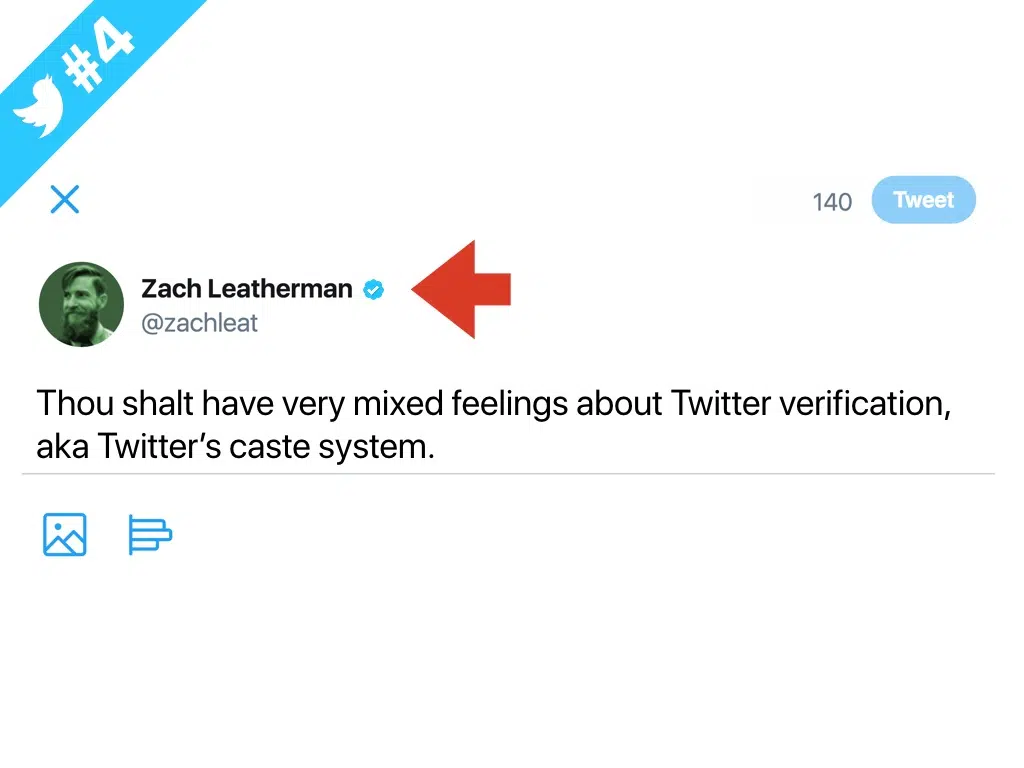 #4
140
Tweet
Zach Leatherman
@zachleat
Thou shalt have very mixed feelings about Twitter verification,
aka Twitter’s caste system.